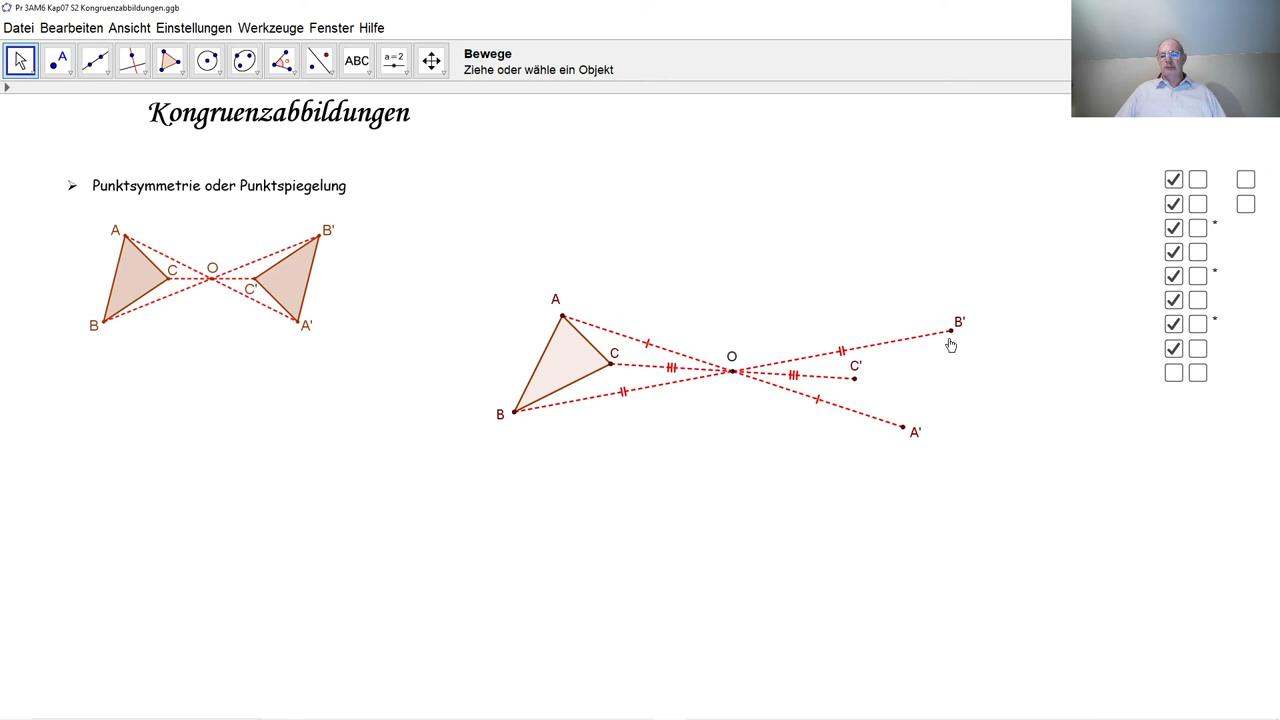 Pr 3AM6 Kap07 S2 Kongruenzabbildungen.ggb
Datei Bearbeiten Ansicht Einstellungen Werkzeuge Fenster Hilfe
A
α
ABC
a=2
Bewege
Ziehe oder wähle ein Objekt
Kongruenzabbildungen
➢ Punktsymmetrie oder Punktspiegelung
*
*
*
A
B'
C
O
C'
B
A'
A
B'
C
O
C'
B
A'